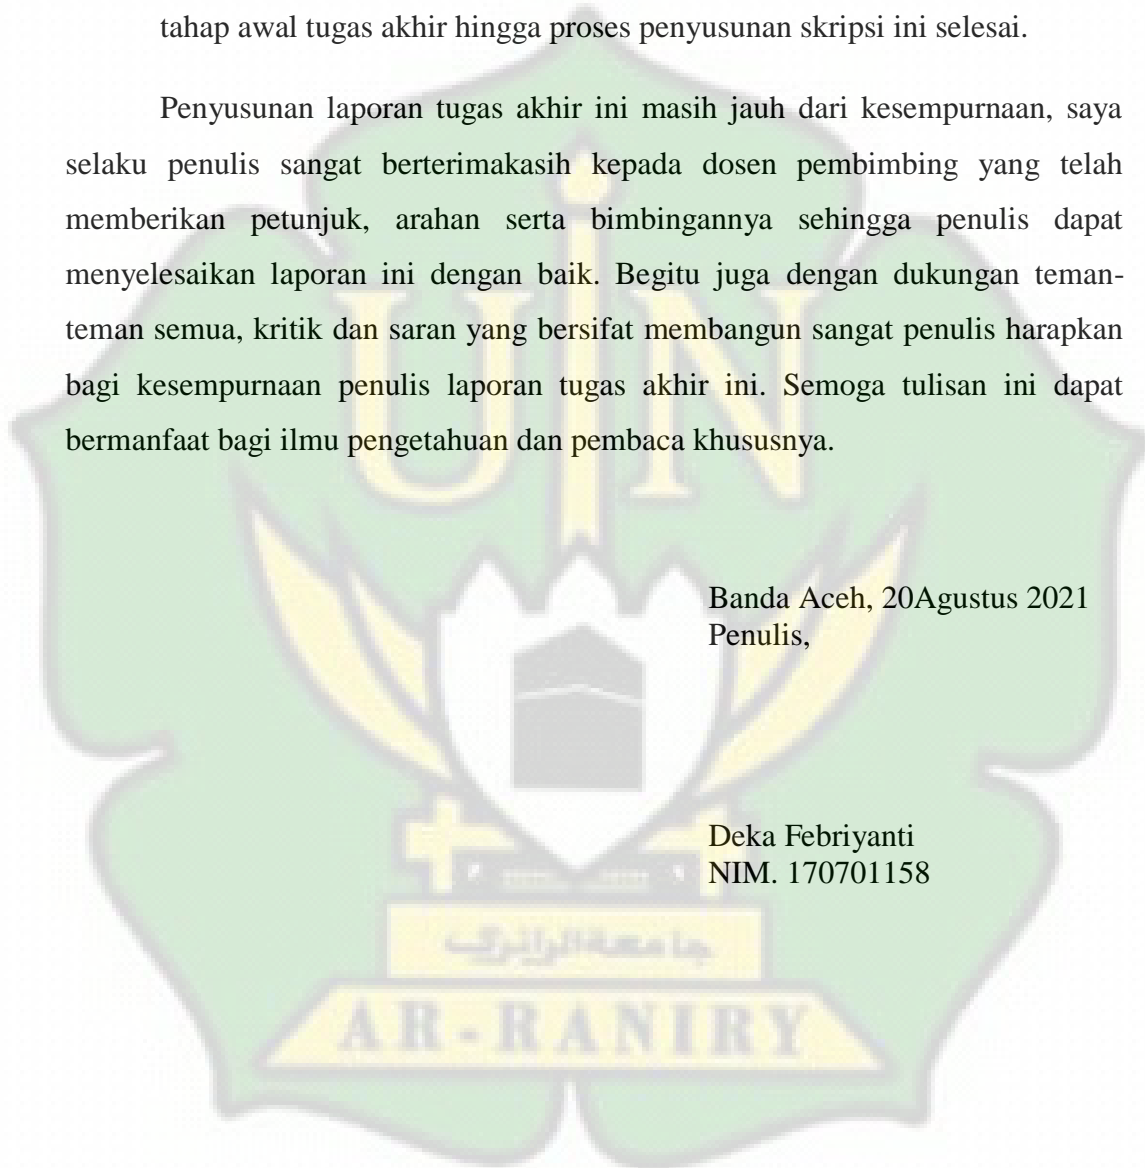 tahap awal tugas akhir hingga proses penyusunan skripsi ini selesai.
Penyusunan laporan tugas akhir ini masih jauh dari kesempurnaan, saya
selaku penulis sangat berterimakasih kepada dosen pembimbing yang telah
memberikan petunjuk, arahan serta bimbingannya sehingga penulis dapat
menyelesaikan laporan ini dengan baik. Begitu juga dengan dukungan teman-
teman semua, kritik dan saran yang bersifat membangun sangat penulis harapkan
bagi kesempurnaan penulis laporan tugas akhir ini. Semoga tulisan ini dapat
bermanfaat bagi ilmu pengetahuan dan pembaca khususnya.
UIN
Banda Aceh, 20Agustus 2021
Penulis,
Deka Febriyanti
NIM. 170701158
جامعة الرانري
AR-RANIRY